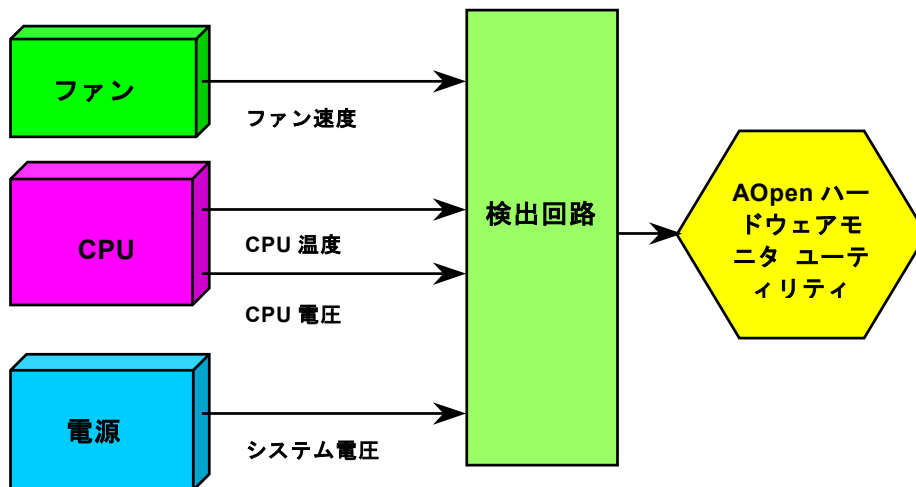 ファン
ファン速度
CPU
CPU 温度
CPU 電圧
電源
システム電圧
検出回路
AOpen ハー
ドウェアモ
ニタ ユーテ
ィリティ